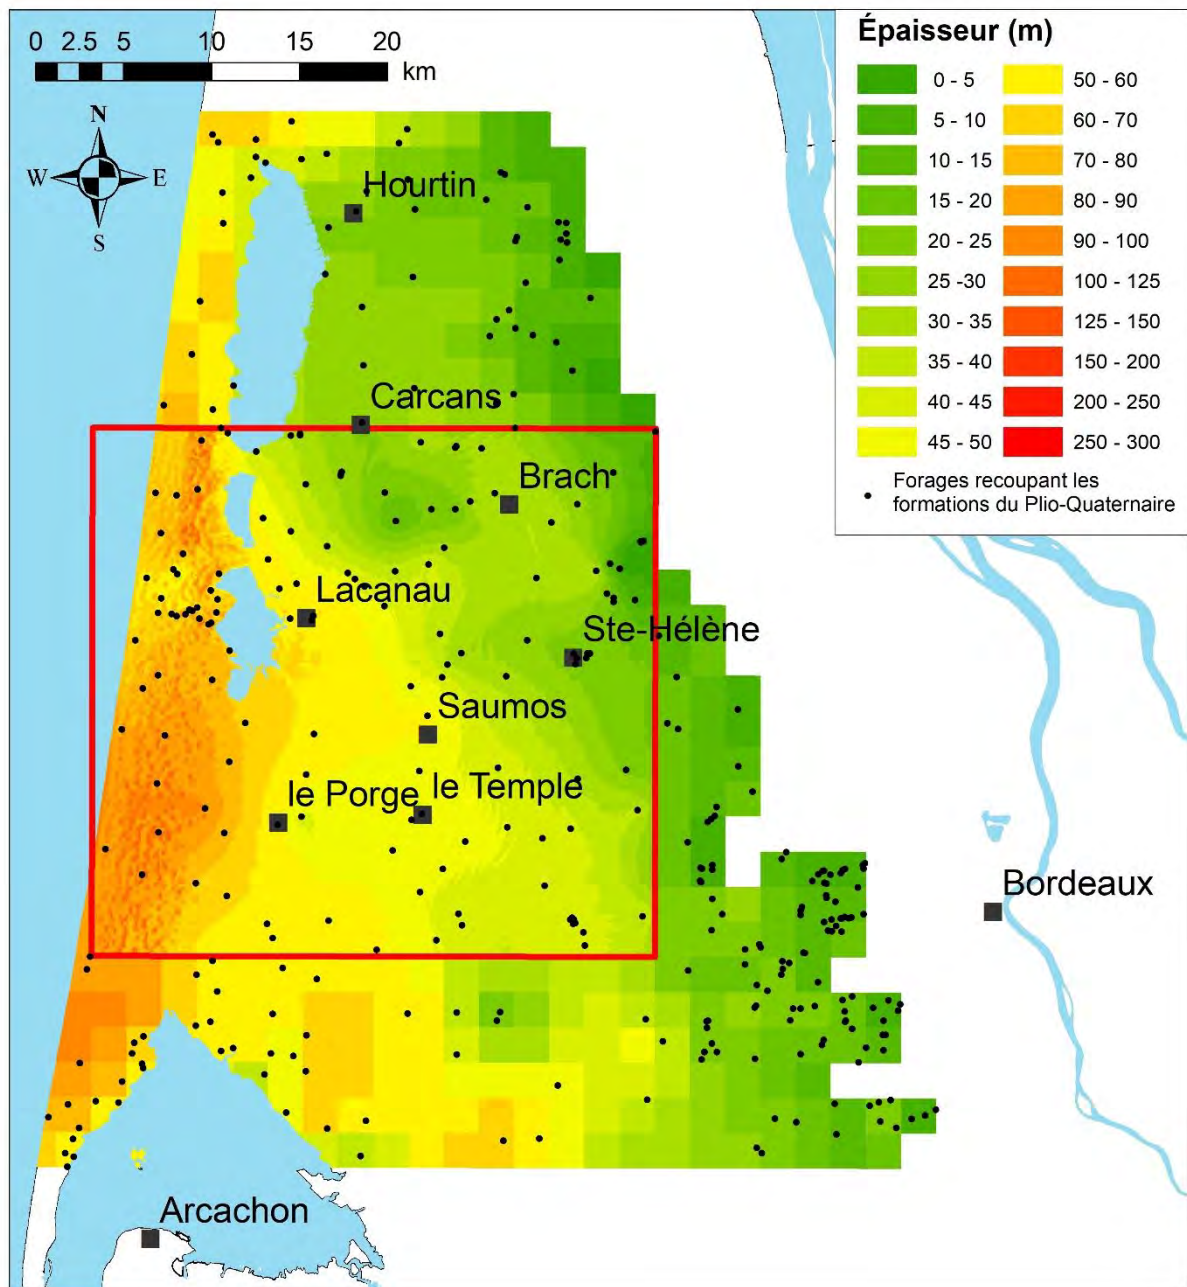 0 2.5 5 10 15 20
km
N
W E
S
Épaisseur (m)
0 - 5
5 - 10
10 - 15
15 - 20
20 - 25
25 -30
30 - 35
35 - 40
40 - 45
45 - 50
50 - 60
60 - 70
70 - 80
80 - 90
90 - 100
100 - 125
125 - 150
150 - 200
200 - 250
250 - 300
Forages recoupant les
formations du Plio-Quaternaire
Hourtin
Carcans
Brach
Lacanau
Ste-Hélène
Saumos
le Porge
le Temple
Bordeaux
Arcachon